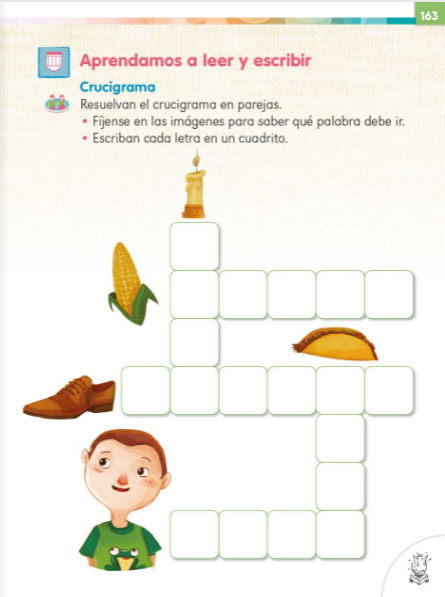 163
Aprendamos a leer y escribir
Crucigrama
Resuelvan el crucigrama en parejas.
• Fíjense en las imágenes para saber qué palabra debe ir.
• Escriban cada letra en un cuadrito.